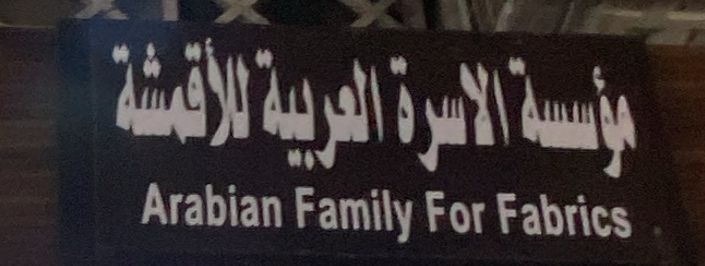 مؤسسة الاسرة العربية للأقمشة
Arabian Family For Fabrics